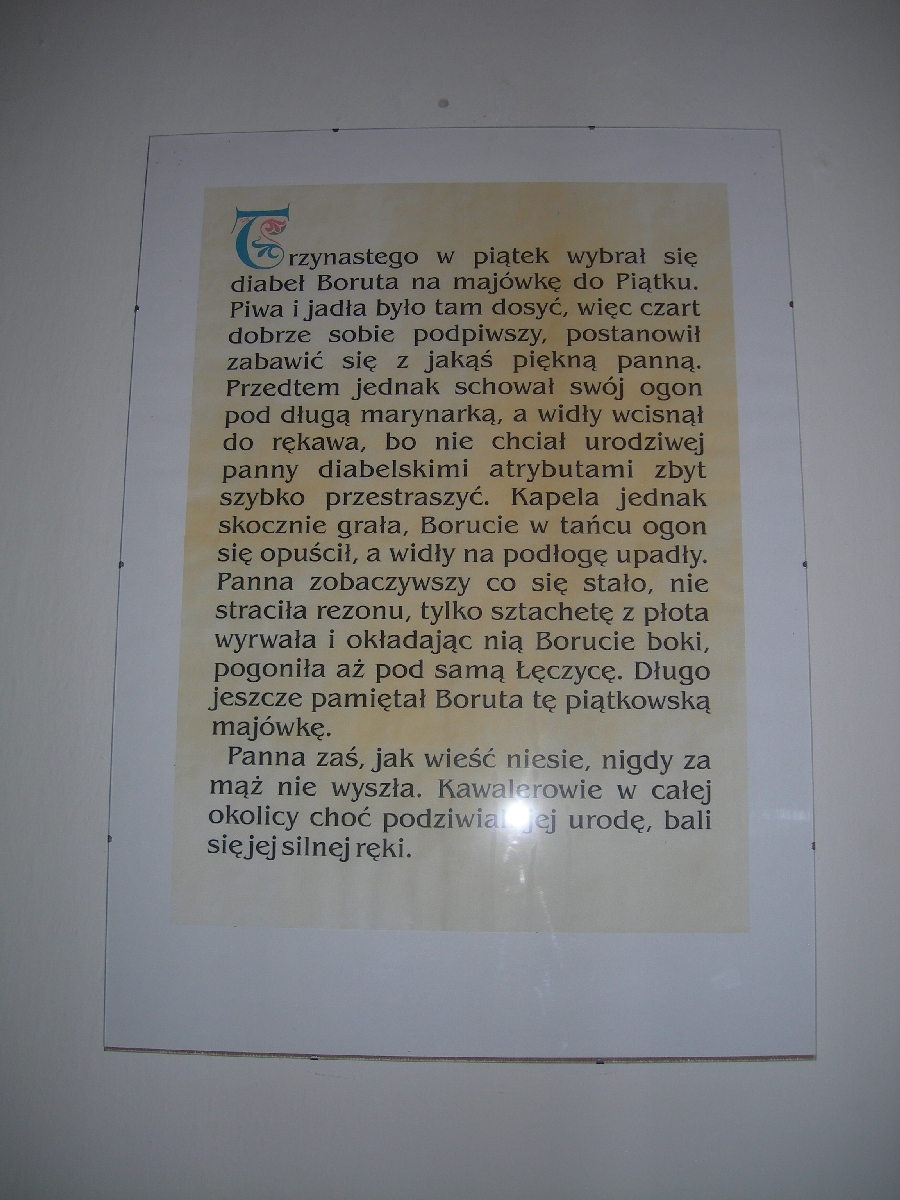 Trzynastego w piątek wybrał się
diabeł Boruta na majówkę do Piątku.
Piwa i jadła było tam dosyć, więc czart
dobrze sobie podpiwszy, postanowił
zabawić się z jakąś piękną panną.
Przedtem jednak schował swój ogon
pod długą marynarką, a widły wcisnął
do rękawa, bo nie chciał urodziwej
panny diabelskimi atrybutami zbyt
szybko przestraszyć. Kapela jednak
skocznie grała, Borucie w tańcu ogon
się opuścił, a widły na podłogę upadły.
Panna zobaczywszy co się stało, nie
straciła rezonu, tylko sztachetę z płota
wyrwała i okładając nią Borucie boki,
pogoniła aż pod samą Łęczycę. Długo
jeszcze pamiętał Boruta tę piątkowską
majówkę.
Panna zaś, jak wieść niesie, nigdy za
mąż nie wyszła. Kawalerowie w całej
okolicy choć podziwiali jej urodę, bali
się jej silnej ręki.